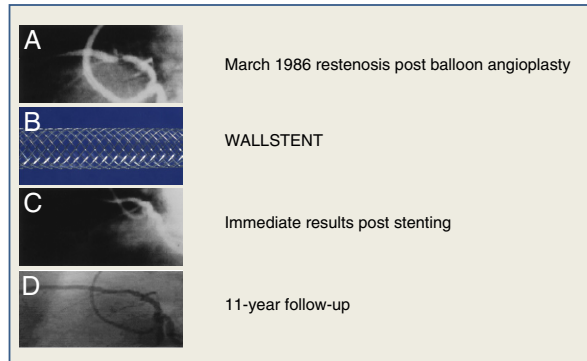 A
March 1986 restenosis post balloon angioplasty
B
WALLSTENT
C
Immediate results post stenting
D
11-year follow-up